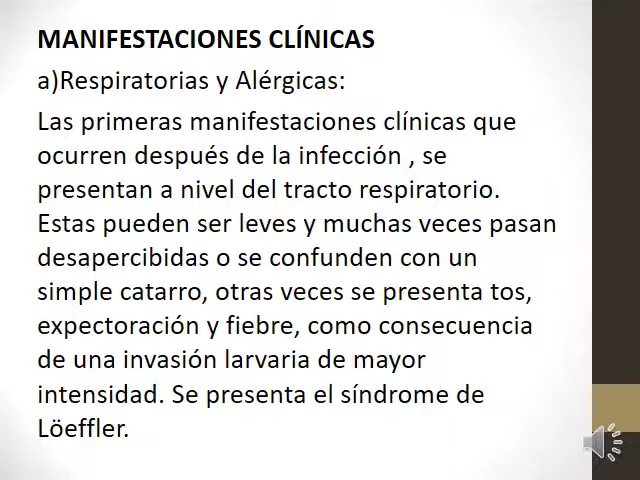 MANIFESTACIONES CLÍNICAS
a)Respiratorias y Alérgicas:
Las primeras manifestaciones clínicas que
ocurren después de la infección , se
presentan a nivel del tracto respiratorio.
Estas pueden ser leves y muchas veces pasan
desapercibidas o se confunden con un
simple catarro, otras veces se presenta tos,
expectoración y fiebre, como consecuencia
de una invasión larvaria de mayor
intensidad. Se presenta el síndrome de
Löeffler.